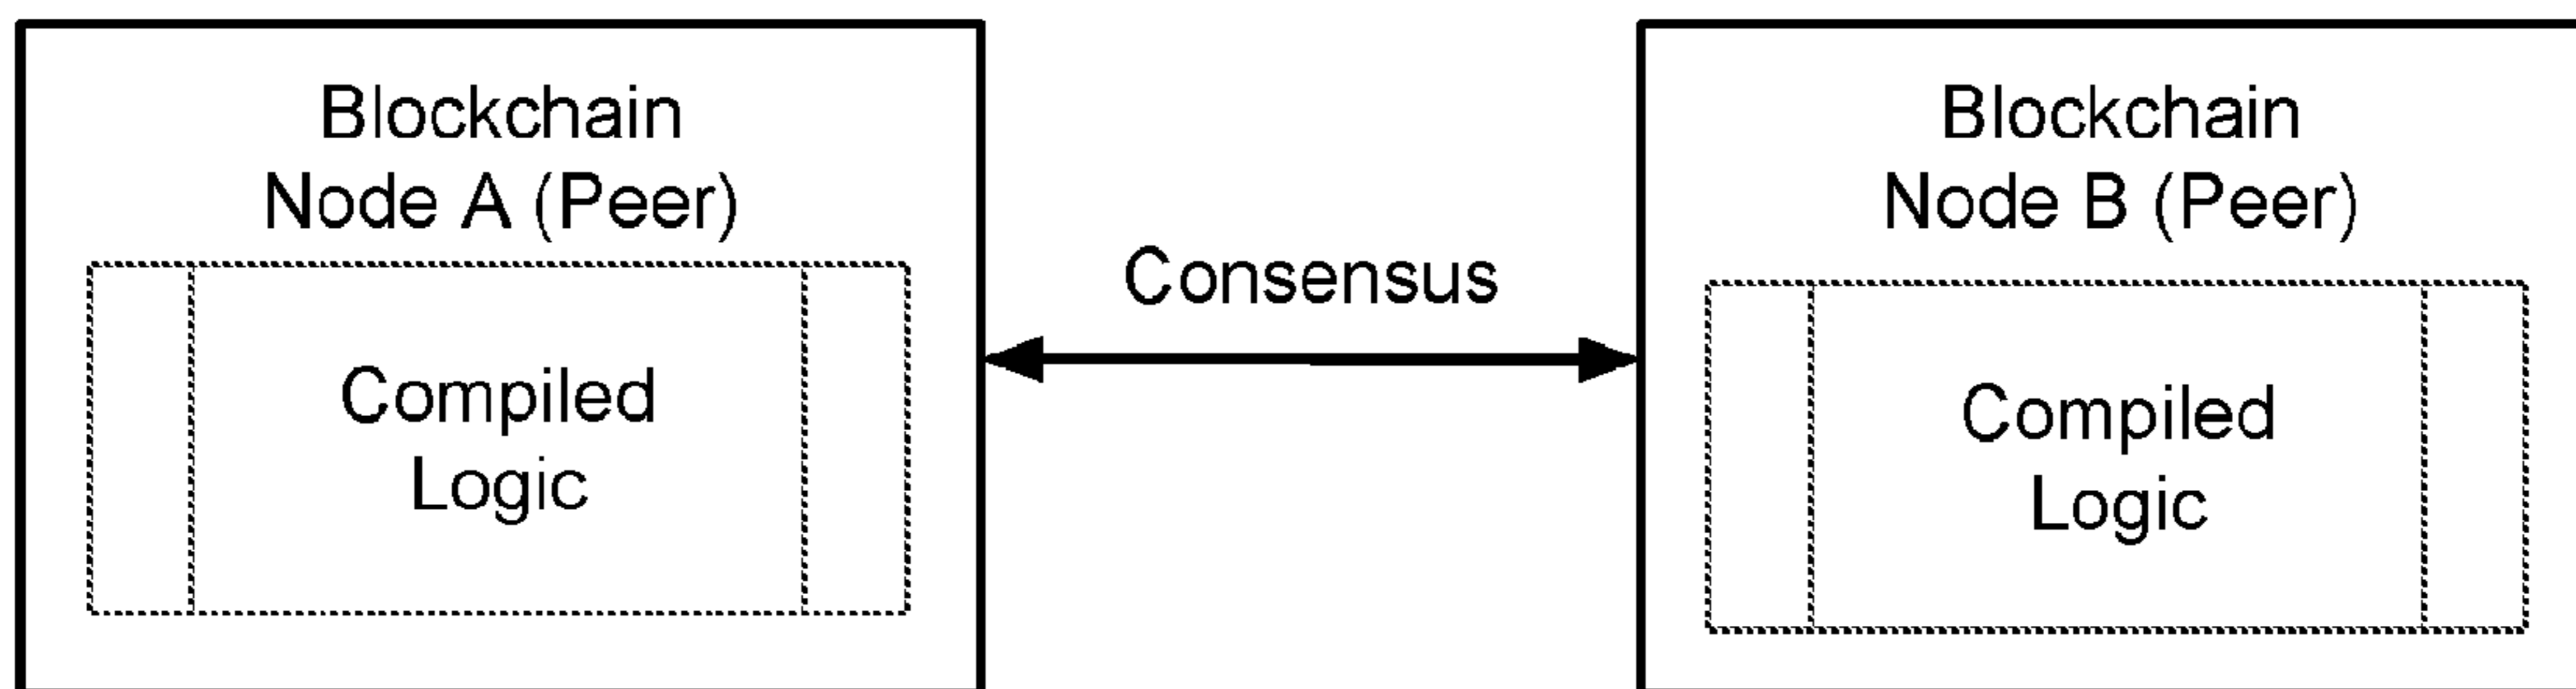 Blockchain
Node A (Peer)
Compiled
Logic
Consensus
Blockchain
Node B (Peer)
Compiled
Logic